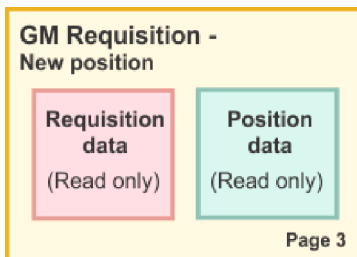 GM Requisition -
New position
Requisition
data
(Read only)
Position
data
(Read only)
Page 3